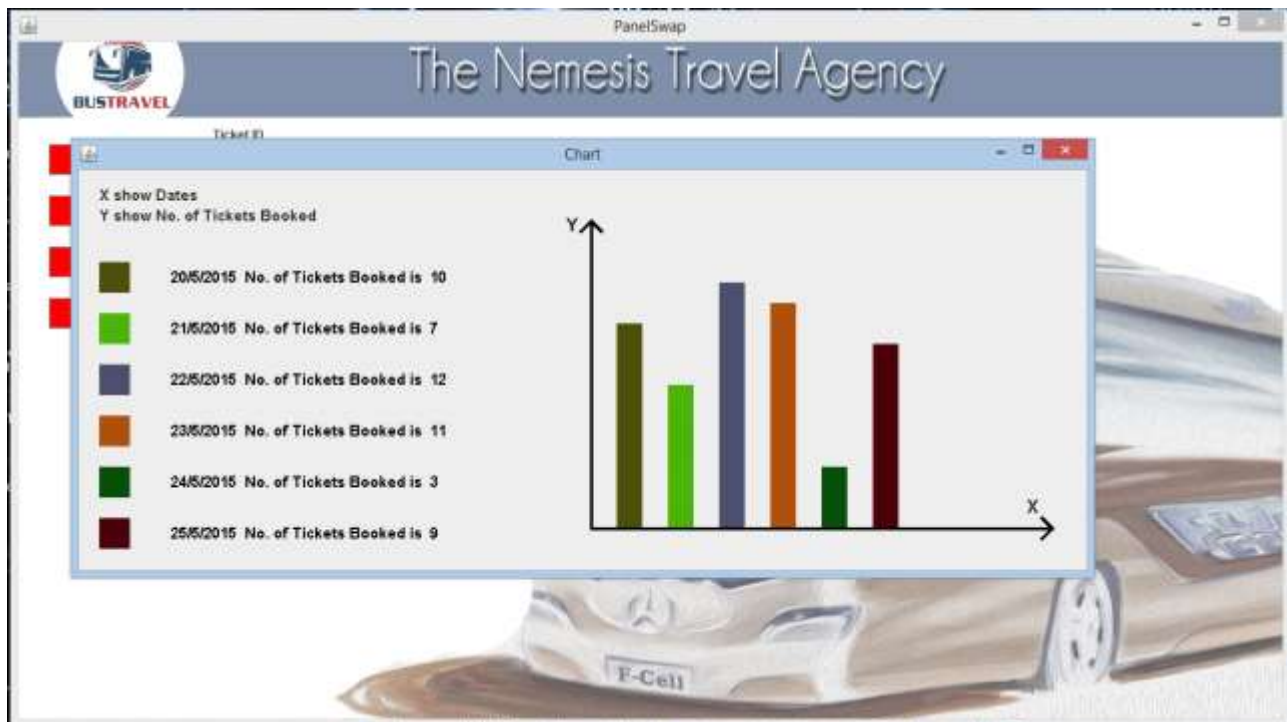 PanelSwap
BUSTRAVEL
The Nemesis Travel Agency
Ticket ID
Chart
X show Dates
Y show No. of Tickets Booked
20/5/2015 No. of Tickets Booked is 10
21/5/2015 No. of Tickets Booked is 7
22/5/2015 No. of Tickets Booked is 12
23/5/2015 No. of Tickets Booked is 11
24/5/2015 No. of Tickets Booked is 3
25/5/2015 No. of Tickets Booked is 9
Y
X
F-Cell